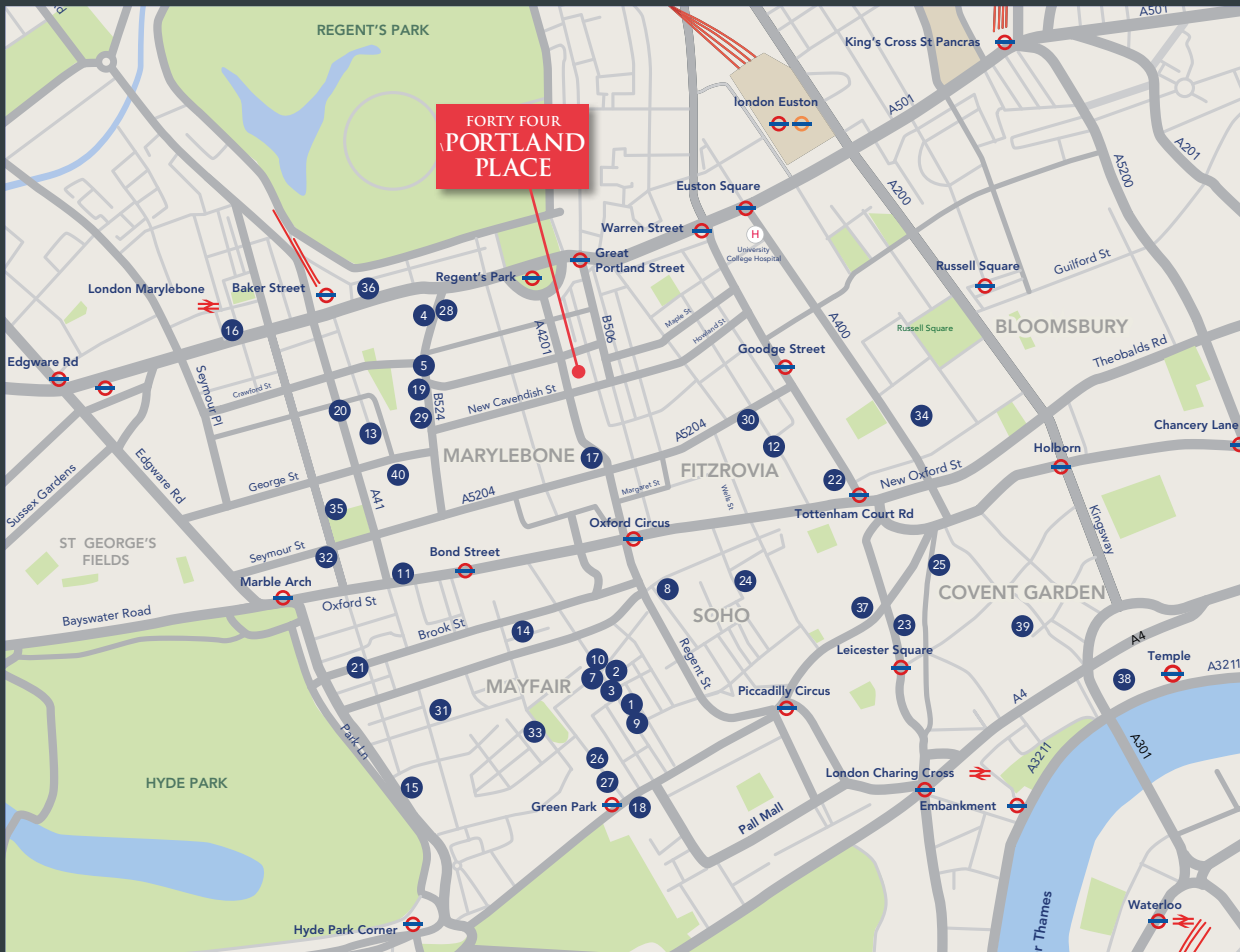 REGENT'S PARK
A501
King's Cross St Pancras
london Euston
A501
FORTY FOUR
PORTLAND
PLACE
A201
A5200
A200
Euston Square
Warren Street
H
University
College Hospital
Great
Portland Street
Regent's Park
Russell Square
Guilford St
London Marylebone
Baker Street
36
28
4
16
A4201
B506
Maple St
Howland St
A400
Russell Square
BLOOMSBURY
Theobalds Rd
Goodge Street
Edgware Rd
5
Seymour Pl
Crawford St
19
B524
New Cavendish St
20
29
13
30
34
A5204
12
Chancery Lane
MARYLEBONE
17
FITZROVIA
Holborn
Edgware Rd
Sussex Gardens
40
George St
A41
A5204
Margaret St
Wells St
22
New Oxford St
35
Tottenham Court Rd
Oxford Circus
Kingsway
ST GEORGE'S
FIELDS
Seymour St
32
Bond Street
11
25
Marble Arch
Oxford St
8
24
COVENT GARDEN
Bayswater Road
Brook St
14
SOHO
37
23
39
A4
Leicester Square
Temple
A3211
21
10
2
7
3
Regent St
38
MAYFAIR
1
Piccadilly Circus
A4
31
9
33
Park Ln
A301
26
A3211
HYDE PARK
15
27
London Charing Cross
Green Park
18
Embankment
Pall Mall
Waterloo
r Thames
Hyde Park Corner